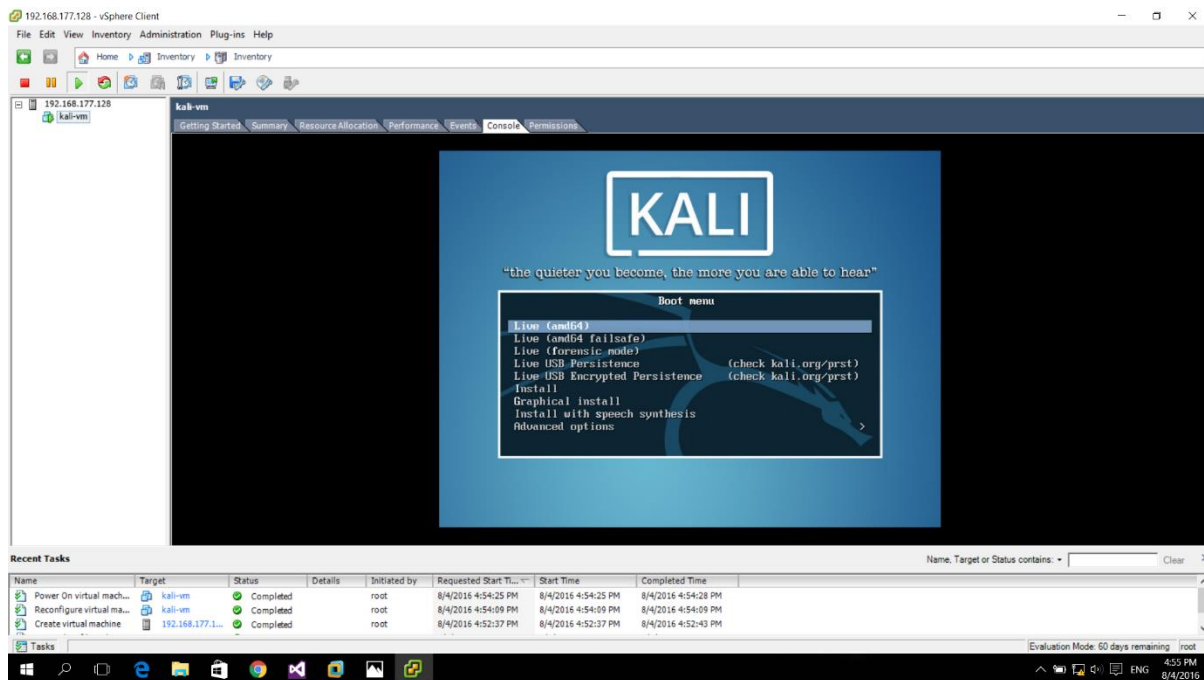 192.168.177.128 - vSphere Client
File Edit View Inventory Administration Plug-ins Help
Home Inventory Inventory
192.168.177.128
kali-vm
kali-vm
Getting Started Summary Resource Allocation Performance Events Console Permissions
KALI
"the quieter you become, the more you are able to hear"
Boot menu
Live (amd64)
Live (amd64 failsafe)
Live (forensic mode)
Live USB Persistence (check kali.org/prst)
Live USB Encrypted Persistence (check kali.org/prst)
Install
Graphical install
Install with speech synthesis
Advanced options >
Recent Tasks
Name, Target or Status contains: Clear
Name Target Status Details Initiated by Requested Start Ti... Start Time Completed Time
Power On virtual mach... kali-vm Completed root 8/4/2016 4:54:25 PM 8/4/2016 4:54:25 PM 8/4/2016 4:54:28 PM
Reconfigure virtual ma... kali-vm Completed root 8/4/2016 4:54:09 PM 8/4/2016 4:54:09 PM 8/4/2016 4:54:09 PM
Create virtual machine 192.168.177.1... Completed root 8/4/2016 4:52:37 PM 8/4/2016 4:52:37 PM 8/4/2016 4:52:43 PM
Tasks
Evaluation Mode: 60 days remaining root
ENG
4:55 PM
8/4/2016